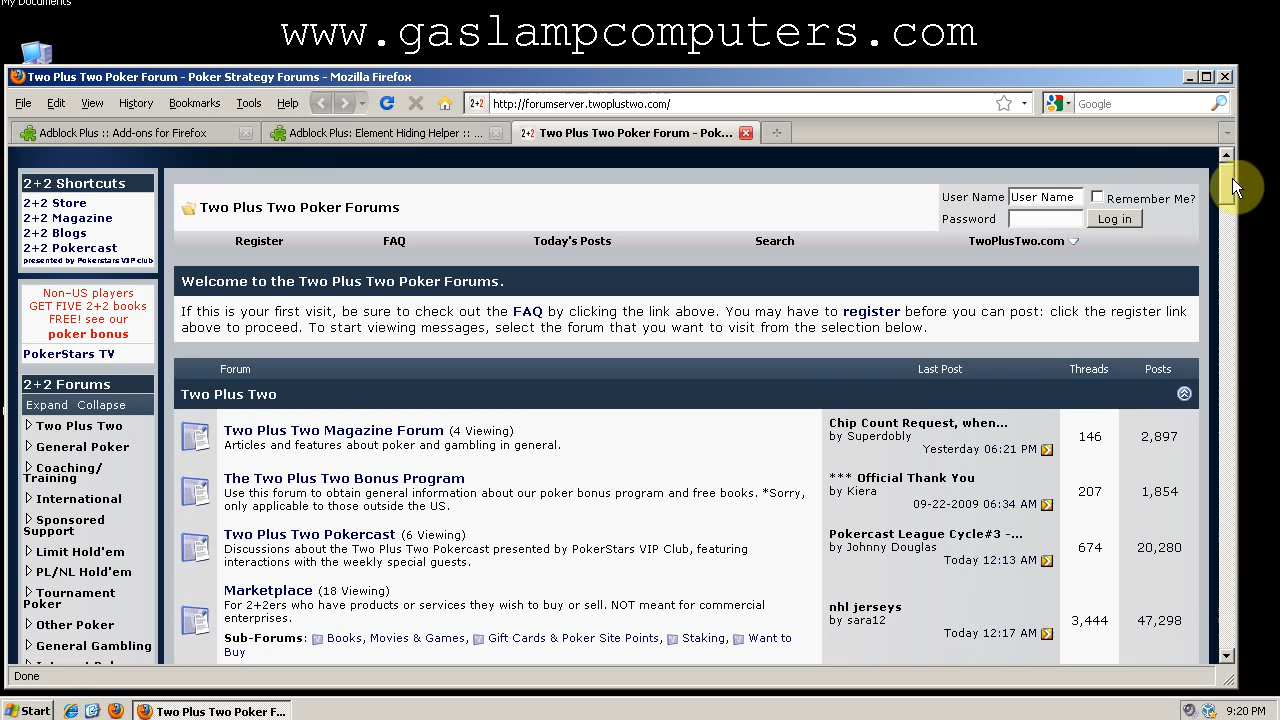 My Documents
www.gaslampcomputers.com
Two Plus Two Poker Forum - Poker Strategy Forums - Mozilla Firefox
File Edit View History Bookmarks Tools Help
2+2 http://forumserver.twoplustwo.com/
Google
Adblock Plus :: Add-ons for Firefox
Adblock Plus: Element Hiding Helper :: ...
2+2 Two Plus Two Poker Forum - Pok...
2+2 Shortcuts
2+2 Store
2+2 Magazine
2+2 Blogs
2+2 Pokercast
presented by Pokerstars VIP club
Non-US players
GET FIVE 2+2 books
FREE! see our
poker bonus
PokerStars TV
2+2 Forums
Expand Collapse
Two Plus Two
General Poker
Coaching/
Training
International
Sponsored
Support
Limit Hold'em
PL/NL Hold'em
Tournament
Poker
Other Poker
General Gambling
Two Plus Two Poker Forums
User Name User Name Remember Me?
Password Log in
Register FAQ Today's Posts Search TwoPlusTwo.com
Welcome to the Two Plus Two Poker Forums.
If this is your first visit, be sure to check out the FAQ by clicking the link above. You may have to register before you can post: click the register link
above to proceed. To start viewing messages, select the forum that you want to visit from the selection below.
Forum Last Post Threads Posts
Two Plus Two
Two Plus Two Magazine Forum (4 Viewing)
Articles and features about poker and gambling in general.
Chip Count Request, when...
by Superdobly
Yesterday 06:21 PM
146 2,897
The Two Plus Two Bonus Program
Use this forum to obtain general information about our poker bonus program and free books. *Sorry,
only applicable to those outside the US.
*** Official Thank You
by Kiera
09-22-2009 06:34 AM
207 1,854
Two Plus Two Pokercast (6 Viewing)
Discussions about the Two Plus Two Pokercast presented by PokerStars VIP Club, featuring
interactions with the weekly special guests.
Pokercast League Cycle#3 -...
by Johnny Douglas
Today 12:13 AM
674 20,280
Marketplace (18 Viewing)
For 2+2ers who have products or services they wish to buy or sell. NOT meant for commercial
enterprises.
Sub-Forums: Books, Movies & Games, Gift Cards & Poker Site Points, Staking, Want to
Buy
nhl jerseys
by sara12
Today 12:17 AM
3,444 47,298
Done
Start
Two Plus Two Poker F...
9:20 PM